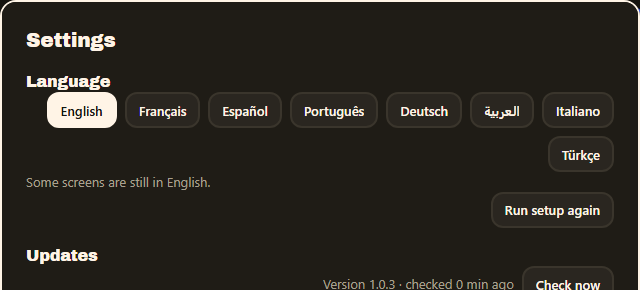 Settings
Language
English Français Español Português Deutsch العربية Italiano
Türkçe
Some screens are still in English.
Run setup again
Updates
Version 1.0.3 · checked 0 min ago Check now